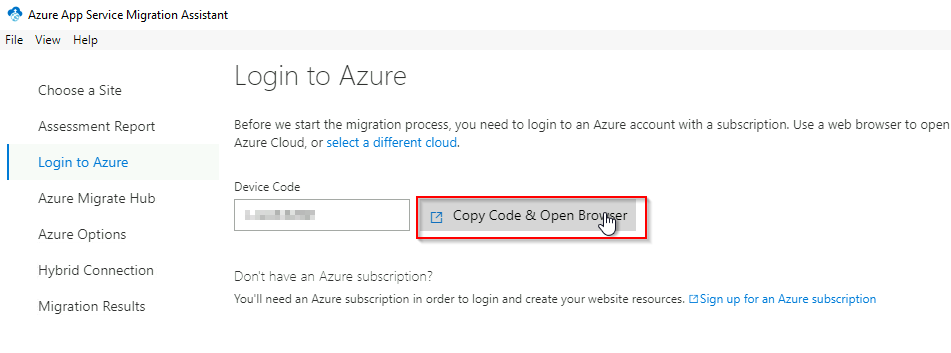 Azure App Service Migration Assistant
File View Help
Login to Azure
Choose a Site
Assessment Report
Login to Azure
Azure Migrate Hub
Azure Options
Hybrid Connection
Migration Results
Before we start the migration process, you need to login to an Azure account with a subscription. Use a web browser to open
Azure Cloud, or select a different cloud.
Device Code
Copy Code & Open Browser
Don't have an Azure subscription?
You'll need an Azure subscription in order to login and create your website resources. Sign up for an Azure subscription